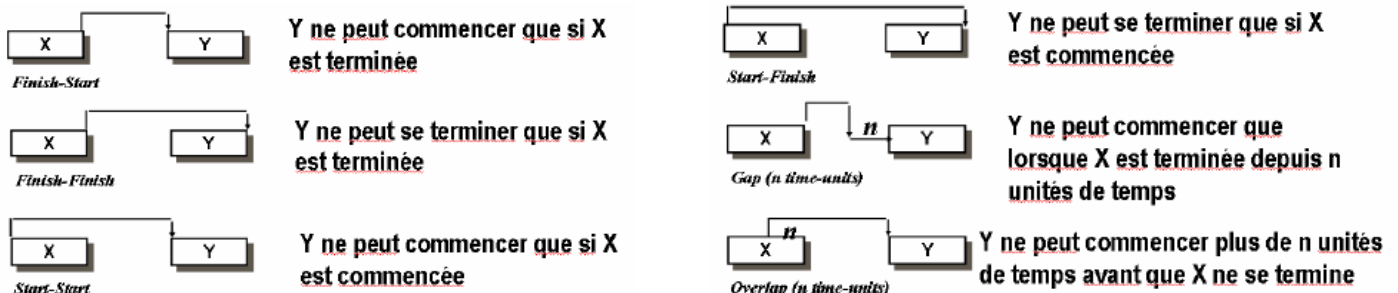 X
Y
Y ne peut commencer que si X
est terminée
Finish-Start
X
Y
Y ne peut se terminer que si X
est terminée
Finish-Finish
X
Y
Y ne peut commencer que si X
est commencée
Start-Start
X
Y
Y ne peut se terminer que si X
est commencée
Start-Finish
X
n
Y
Y ne peut commencer que
lorsque X est terminée depuis n
unités de temps
Gap (n time-units)
X
n
Y
Y ne peut commencer plus de n unités
de temps avant que X ne se termine
Overlap (n time-units)